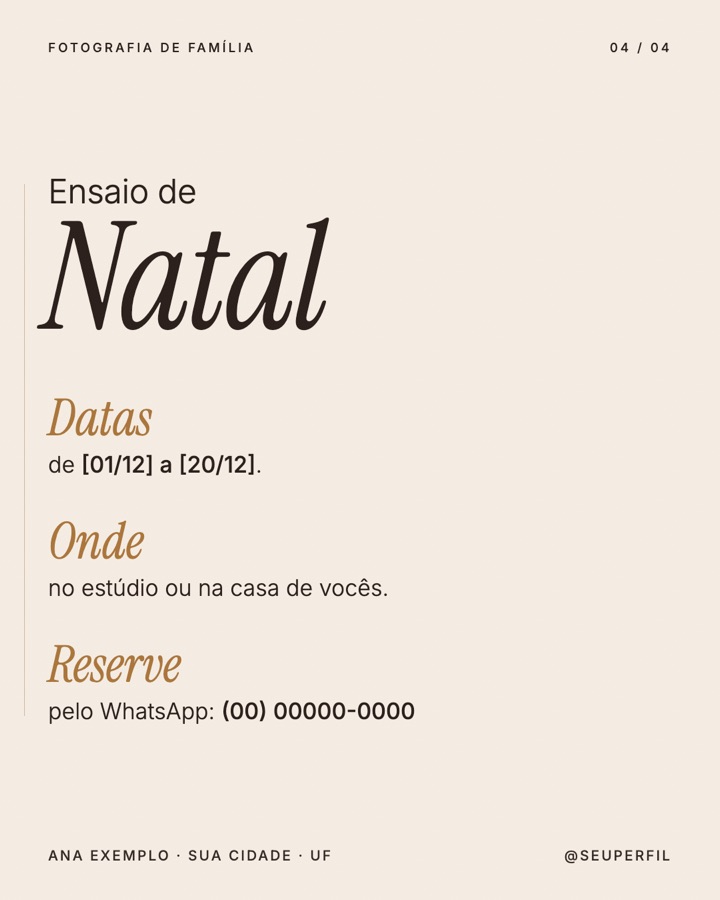 FOTOGRAFIA DE FAMÍLIA
04 / 04
Ensaio de
Natal
Datas
de [01/12] a [20/12].
Onde
no estúdio ou na casa de vocês.
Reserve
pelo WhatsApp: (00) 00000-0000
ANA EXEMPLO · SUA CIDADE · UF
@SEUPERFIL